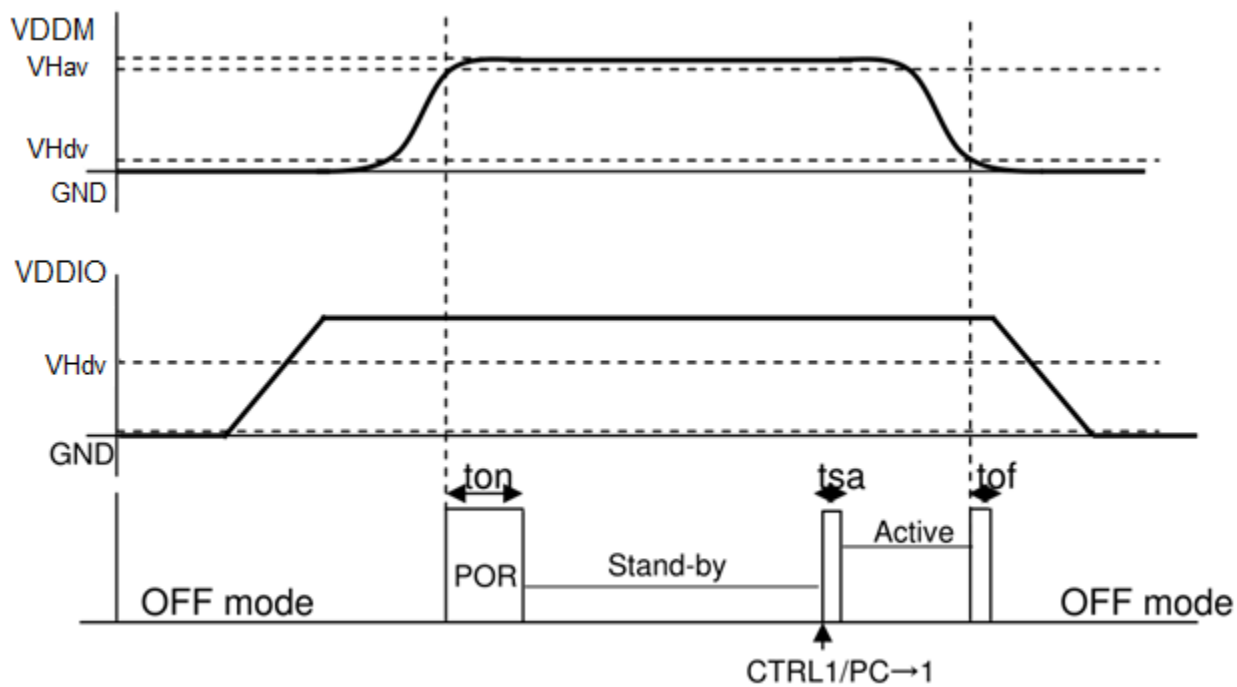 VDDM
VHav
VHdv
GND
VDDIO
VHdv
GND
ton
tsa
tof
POR
Stand-by
Active
OFF mode
OFF mode
CTRL1/PC→1